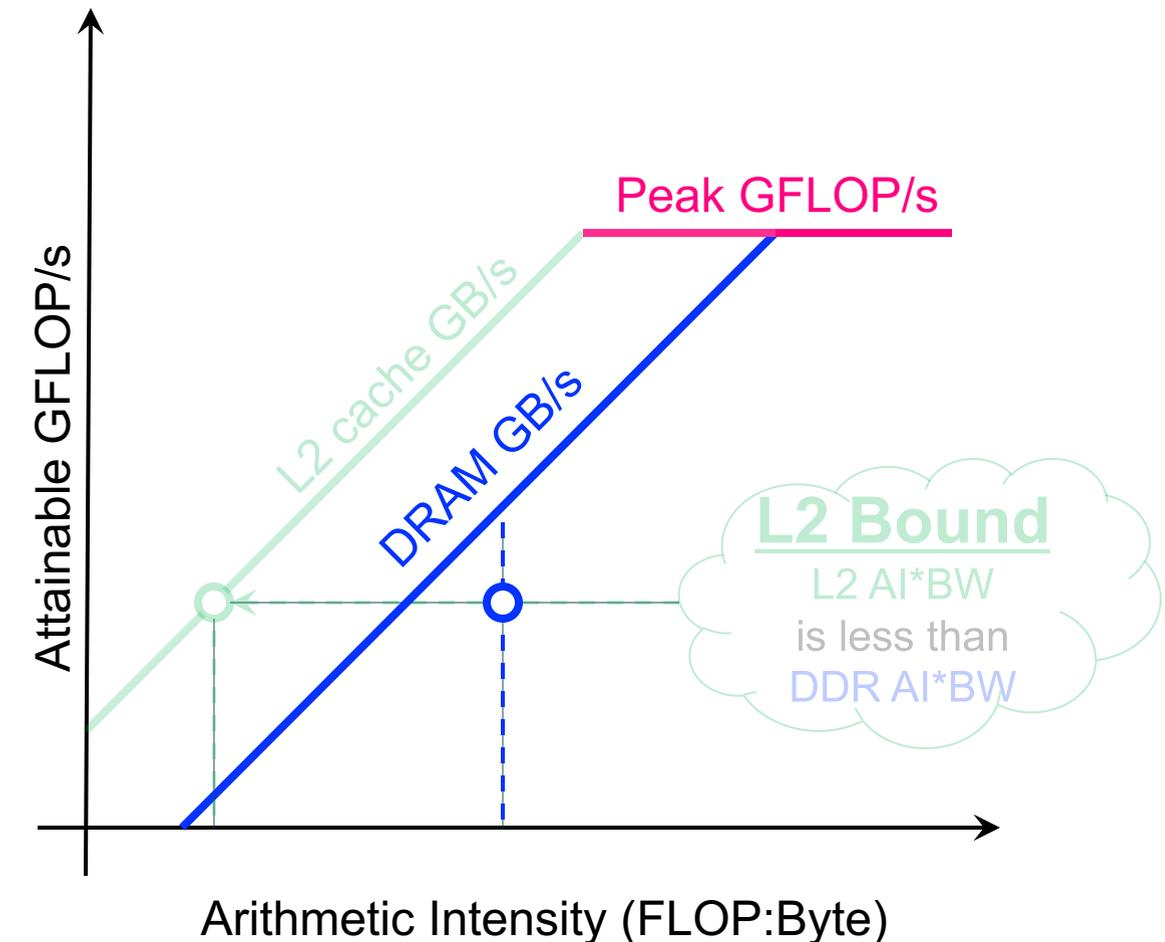 Peak GFLOP/s
L2 cache GB/s
DRAM GB/s
Attainable GFLOP/s
L2 Bound
L2 AI*BW
is less than
DDR AI*BW
Arithmetic Intensity (FLOP:Byte)